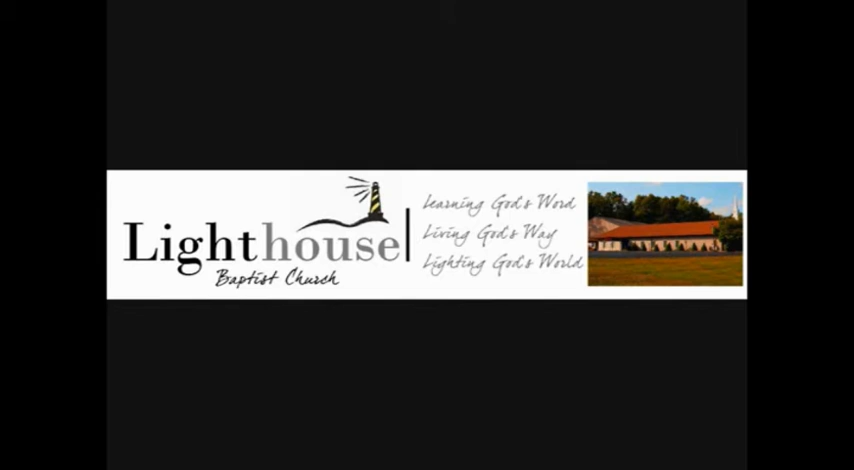 Lighthouse
Baptist Church
Learning God's Word
Living God's Way
Lighting God's World